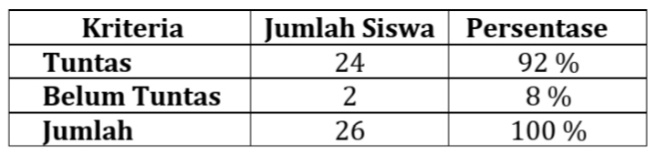 Kriteria Jumlah Siswa Persentase
Tuntas 24 92 %
Belum Tuntas 2 8 %
Jumlah 26 100 %